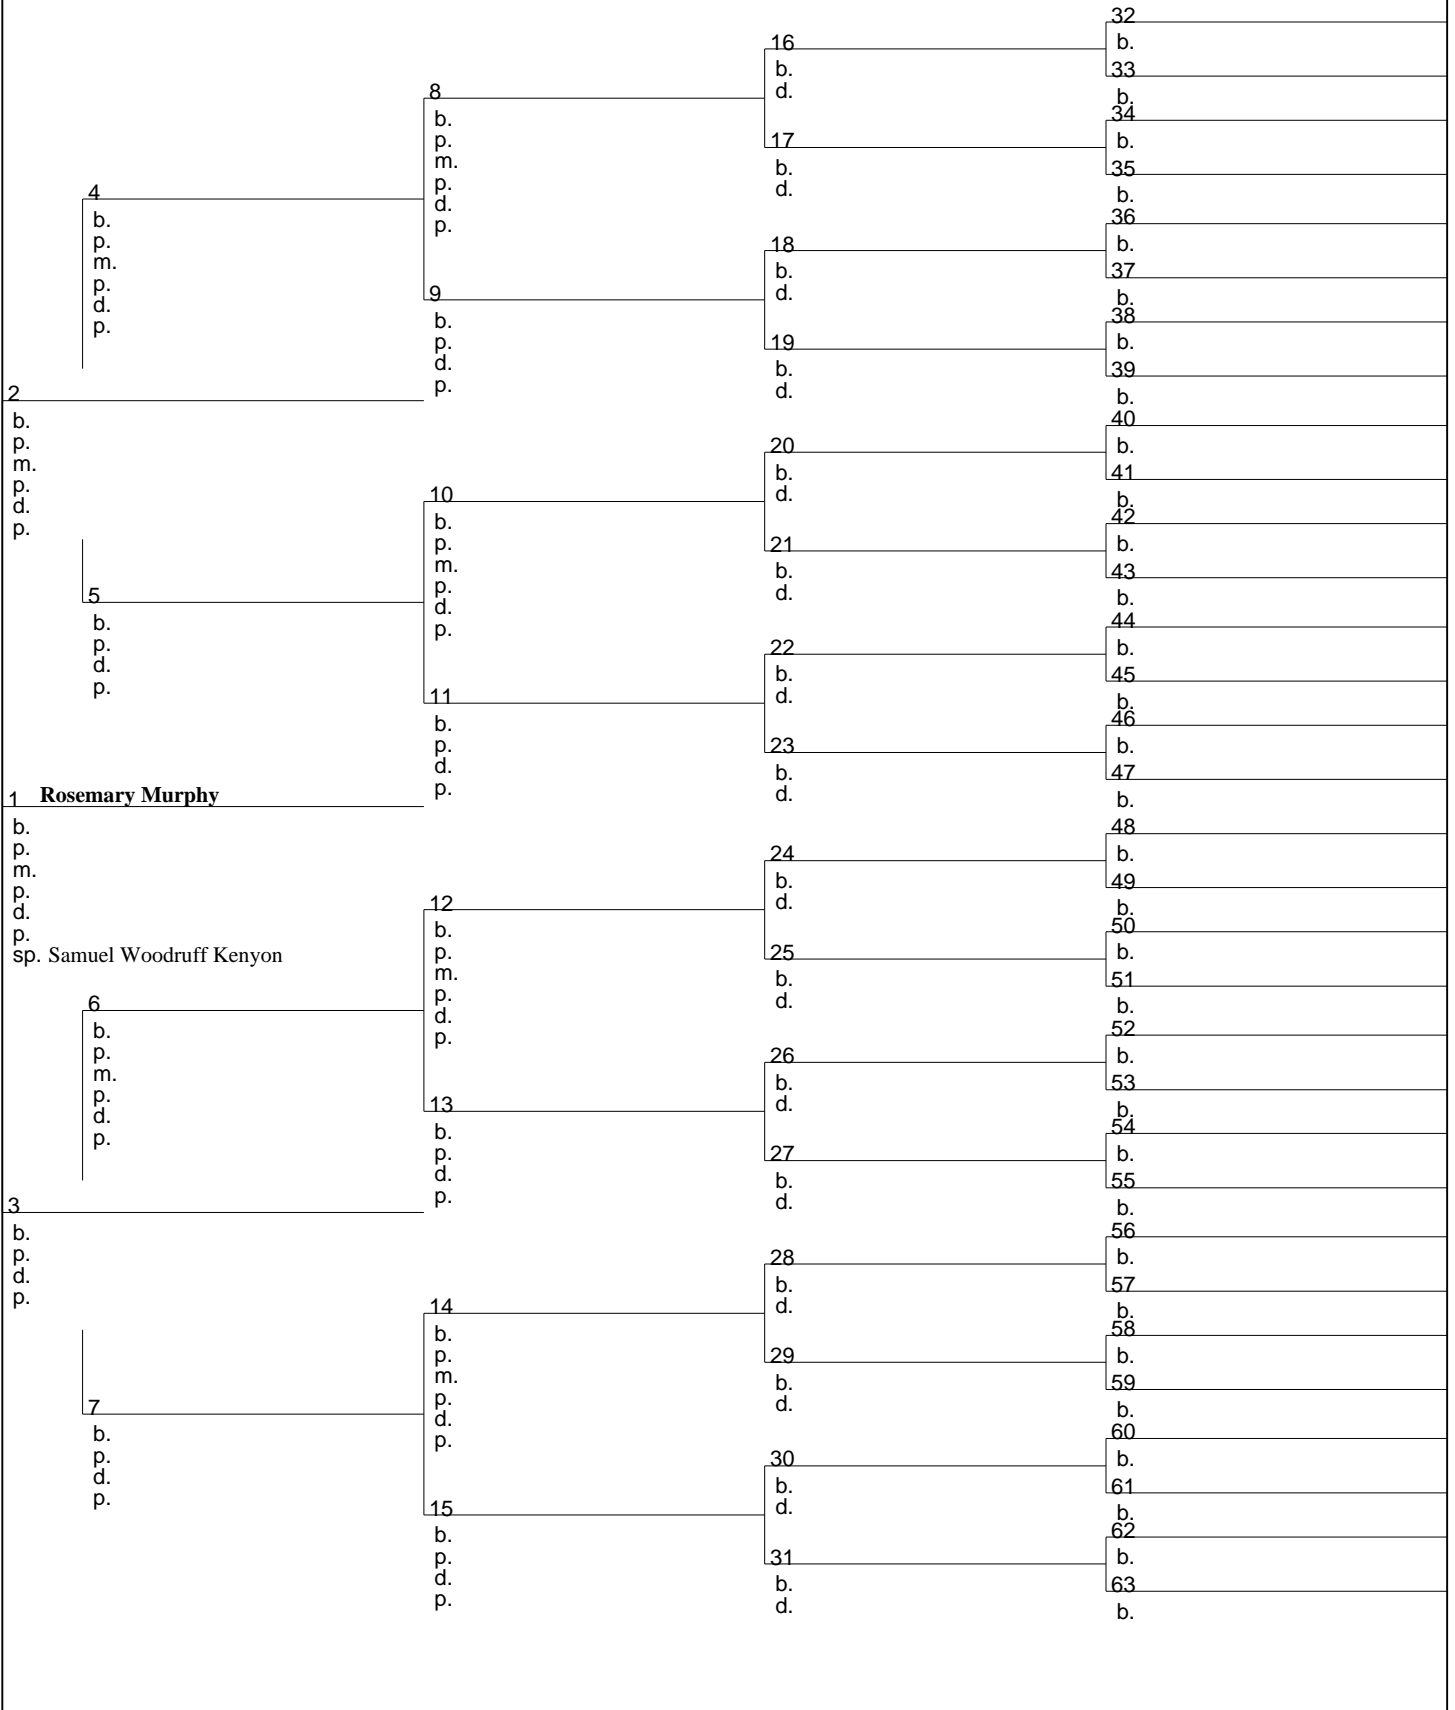 32
b.
33
b.
34
b.
35
b.
36
b.
37
b.
38
b.
39
b.
40
b.
41
b.
42
b.
43
b.
44
b.
45
b.
46
b.
47
b.
48
b.
49
b.
50
b.
51
b.
52
b.
53
b.
54
b.
55
b.
56
b.
57
b.
58
b.
59
b.
60
b.
61
b.
62
b.
63
b.
16
b.
d.
17
b.
d.
18
b.
d.
19
b.
d.
20
b.
d.
21
b.
d.
22
b.
d.
23
b.
d.
24
b.
d.
25
b.
d.
26
b.
d.
27
b.
d.
28
b.
d.
29
b.
d.
30
b.
d.
31
b.
d.
8
b.
p.
m.
p.
d.
p.
9
b.
p.
d.
p.
10
b.
p.
m.
p.
d.
p.
11
b.
p.
d.
p.
12
b.
p.
m.
p.
d.
p.
13
b.
p.
d.
p.
14
b.
p.
m.
p.
d.
p.
15
b.
p.
d.
p.
4
b.
p.
m.
p.
d.
p.
5
b.
p.
d.
p.
6
b.
p.
m.
p.
d.
p.
7
b.
p.
d.
p.
2
b.
p.
m.
p.
d.
p.
1 Rosemary Murphy
b.
p.
m.
p.
d.
p.
sp. Samuel Woodruff Kenyon
3
b.
p.
d.
p.